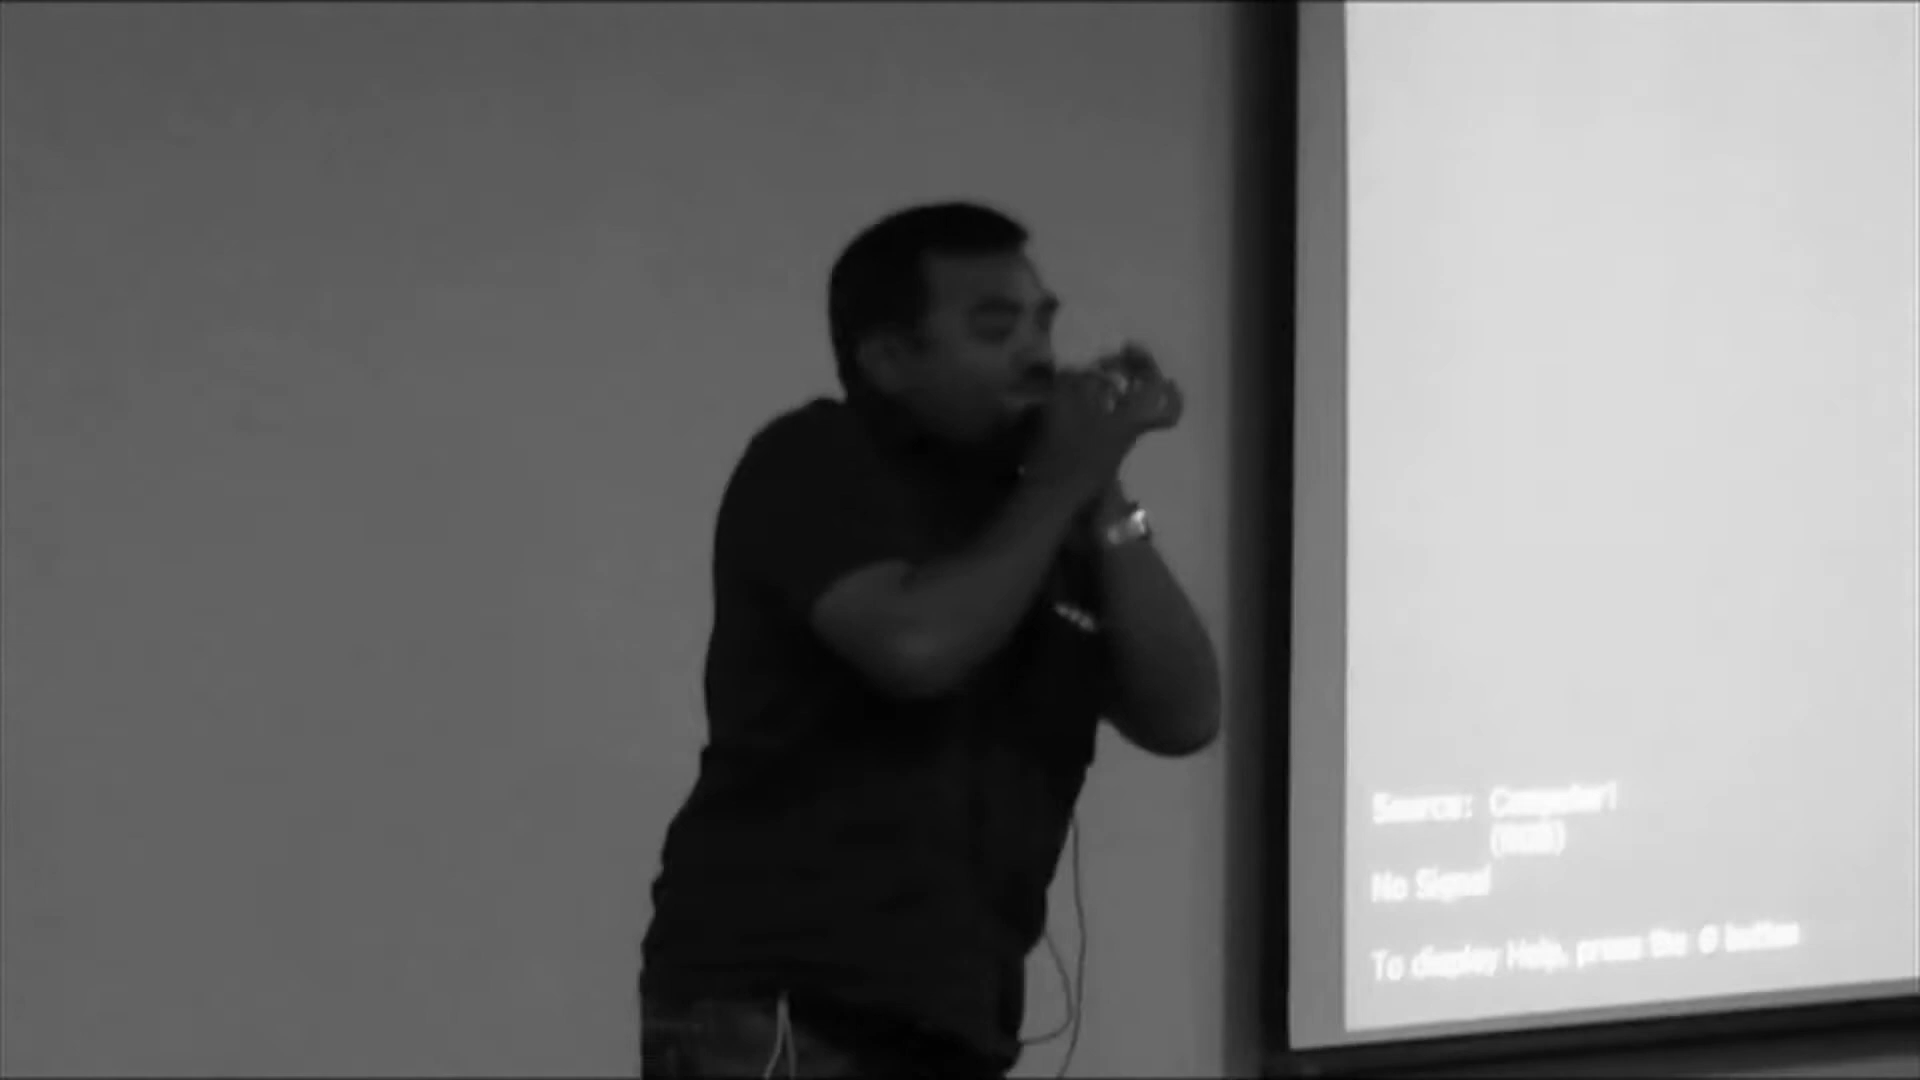 Source: Computer1
(RGB)
No Signal
To display Help, press the @ button